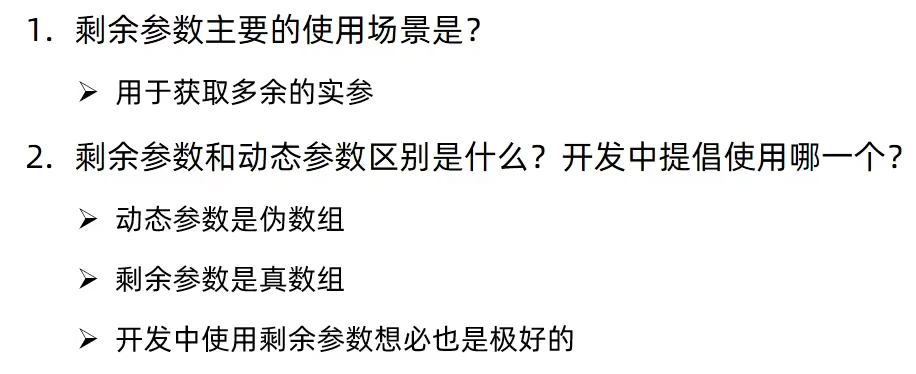 1. 剩余参数主要的使用场景是？
➢ 用于获取多余的实参
2. 剩余参数和动态参数区别是什么？开发中提倡使用哪一个？
➢ 动态参数是伪数组
➢ 剩余参数是真数组
➢ 开发中使用剩余参数想必也是极好的